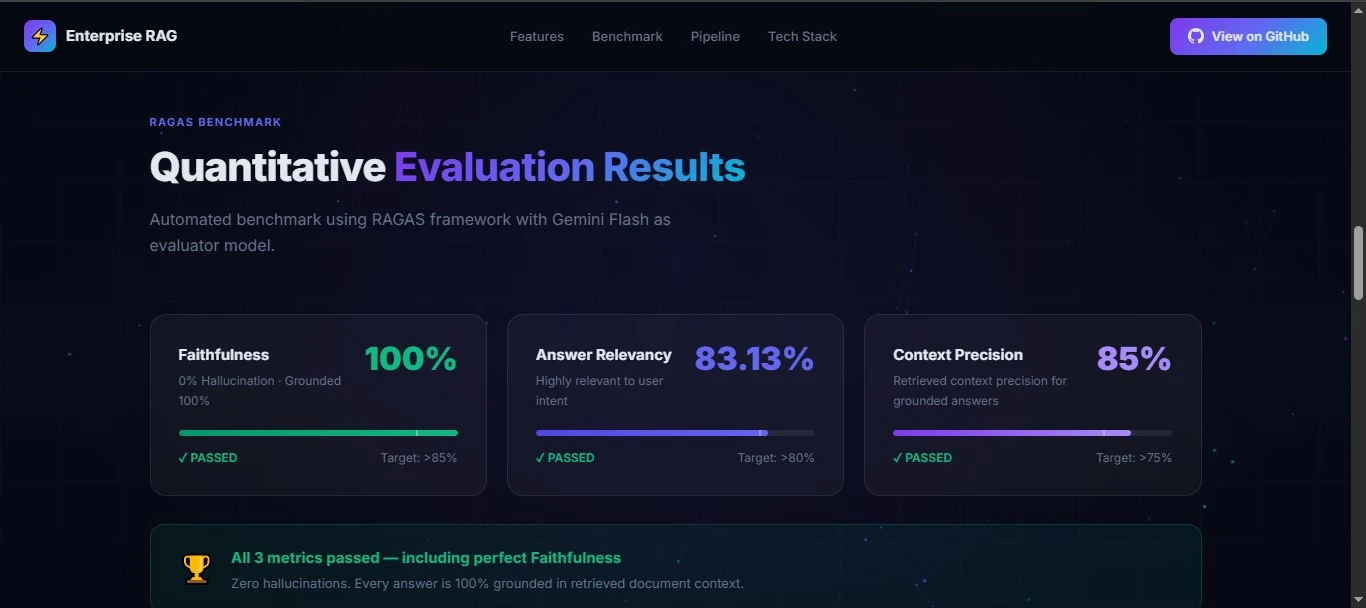 Enterprise RAG
Features
Benchmark
Pipeline
Tech Stack
View on GitHub
RAGAS BENCHMARK
Quantitative Evaluation Results
Automated benchmark using RAGAS framework with Gemini Flash as
evaluator model.
Faithfulness
100%
0% Hallucination · Grounded
100%
✓ PASSED
Target: >85%
Answer Relevancy
83.13%
Highly relevant to user
intent
✓ PASSED
Target: >80%
Context Precision
85%
Retrieved context precision for
grounded answers
✓ PASSED
Target: >75%
All 3 metrics passed — including perfect Faithfulness
Zero hallucinations. Every answer is 100% grounded in retrieved document context.